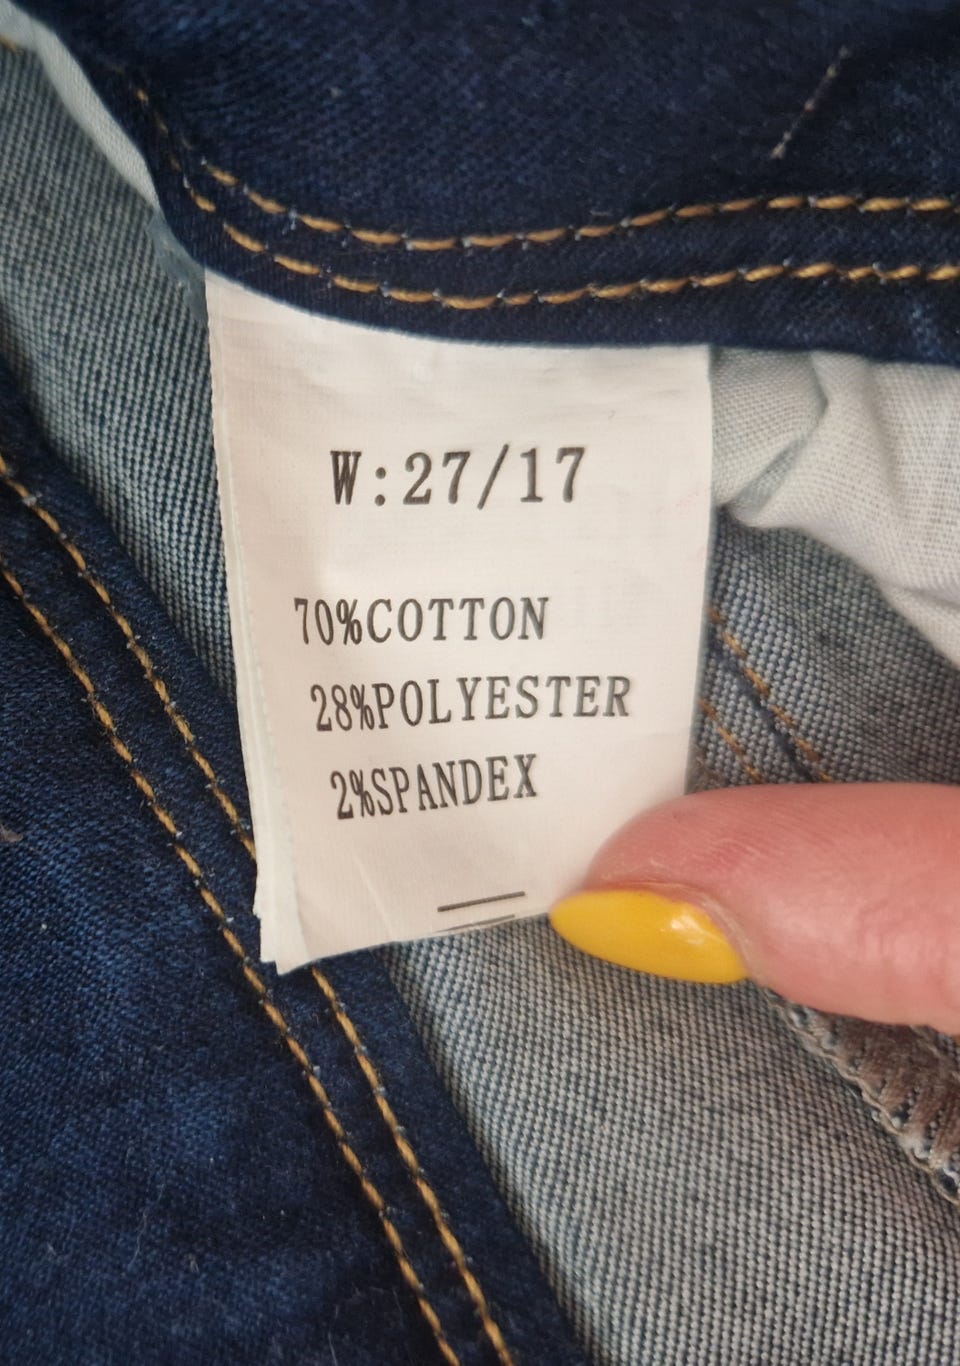 W:27/17
70%COTTON
28%POLYESTER
2%SPANDEX